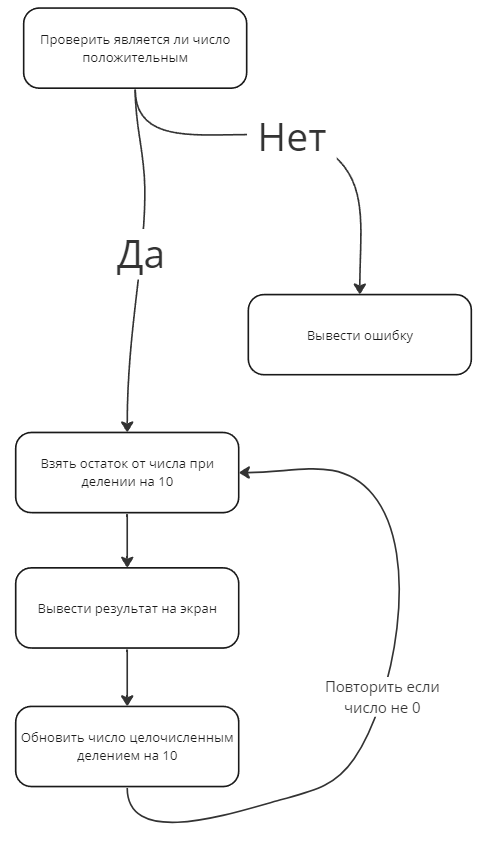 Проверить является ли число
положительным
Нет
Да
Вывести ошибку
Взять остаток от числа при
делении на 10
Вывести результат на экран
Повторить если
число не 0
Обновить число целочисленным
делением на 10